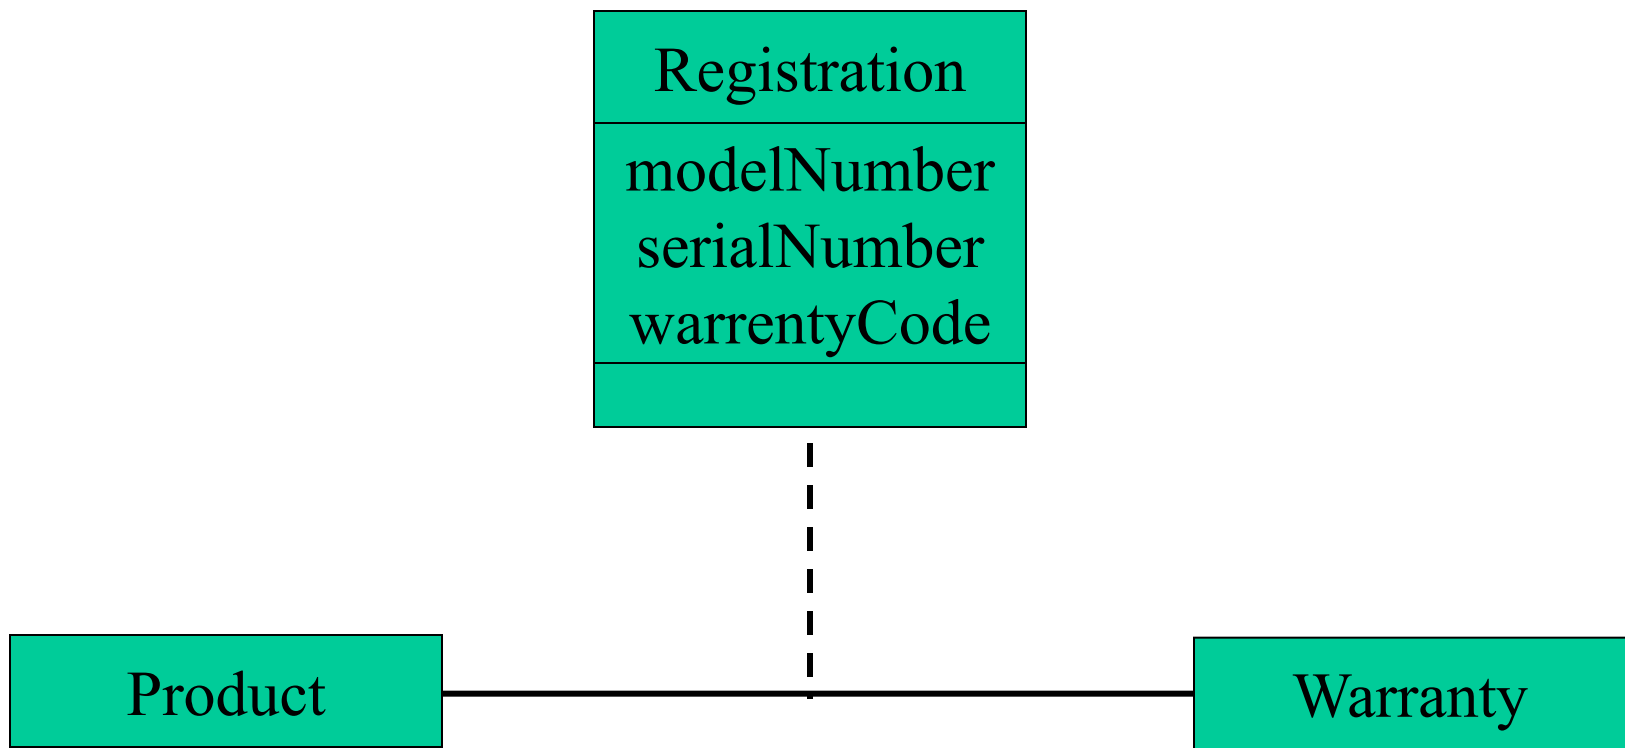 Registration
modelNumber
serialNumber
warrentyCode
Product
Warranty